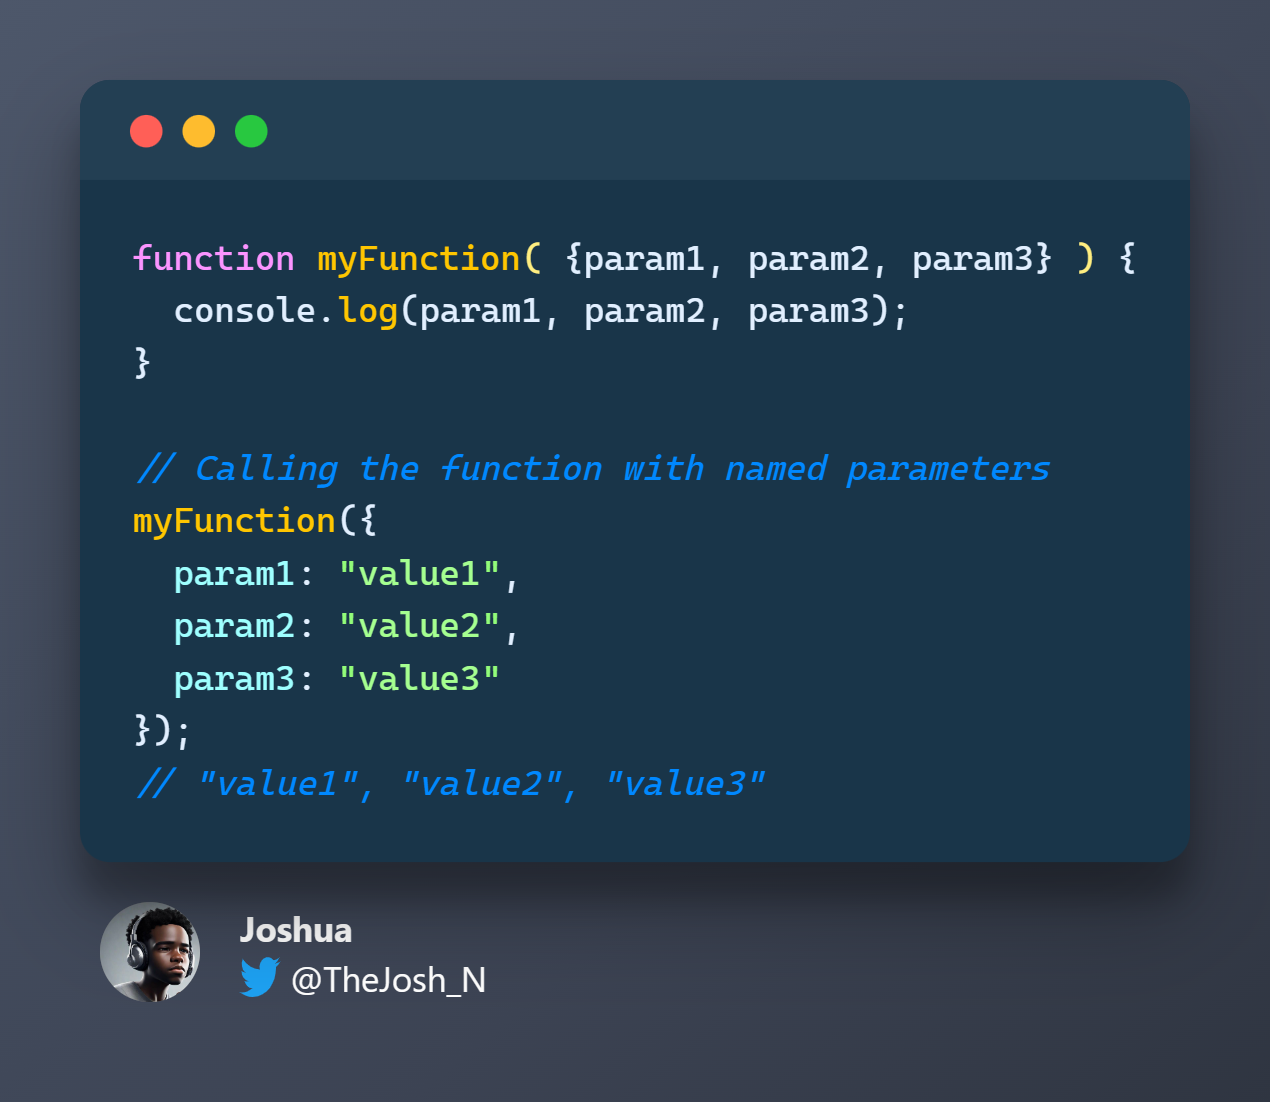 function myFunction( {param1, param2, param3} ) {
  console.log(param1, param2, param3);
}
// Calling the function with named parameters
myFunction({
  param1: "value1",
  param2: "value2",
  param3: "value3"
});
// "value1", "value2", "value3"
Joshua
@TheJosh_N